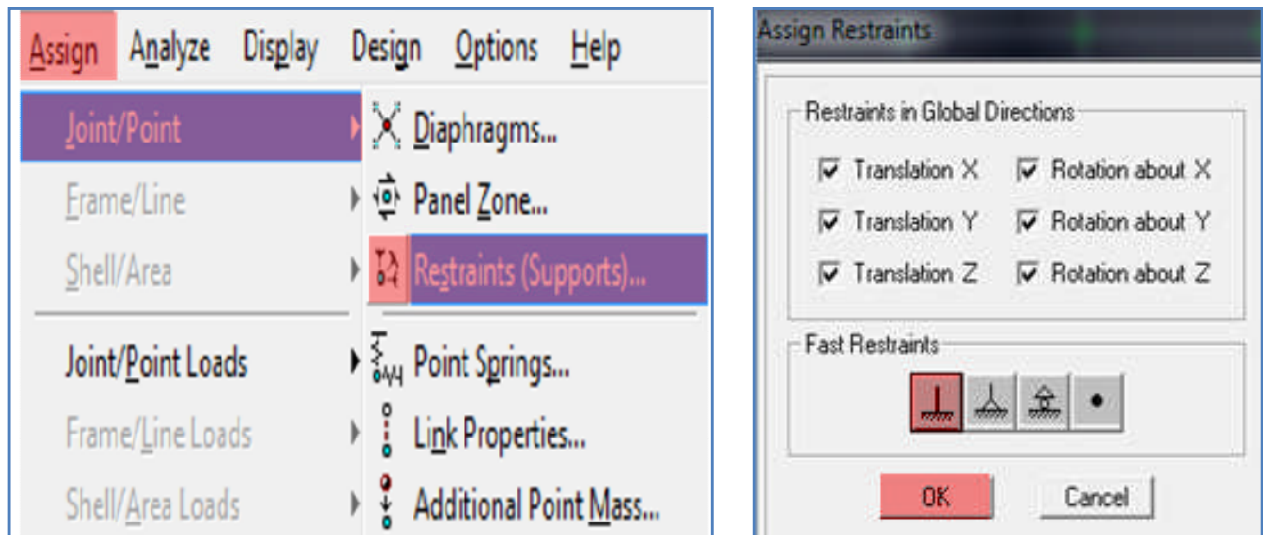 Assign Analyze Display Design Options Help
Joint/Point
Frame/Line
Shell/Area
Joint/Point Loads
Frame/Line Loads
Shell/Area Loads
Diaphragms...
Panel Zone...
Restraints (Supports)...
Point Springs...
Link Properties...
Additional Point Mass...
Assign Restraints
Restraints in Global Directions
Translation X Rotation about X
Translation Y Rotation about Y
Translation Z Rotation about Z
Fast Restraints
OK Cancel